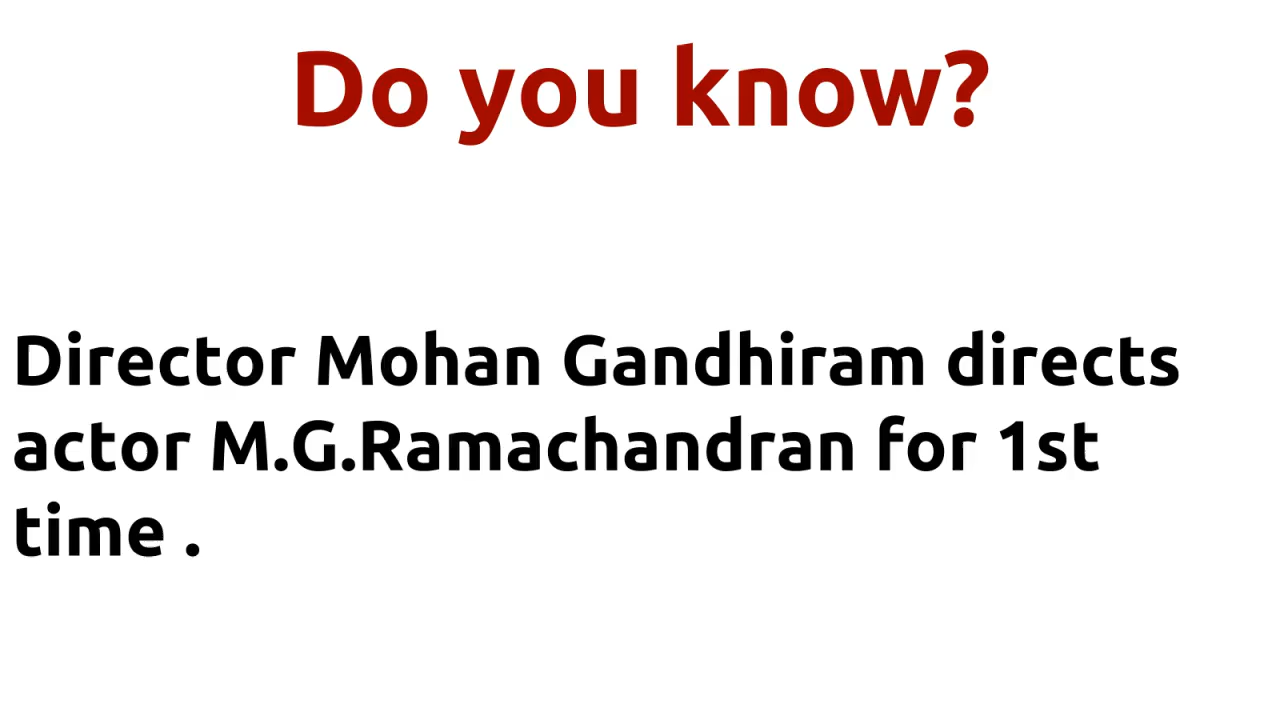 Do you know?
Director Mohan Gandhiram directs
actor M.G.Ramachandran for 1st
time .